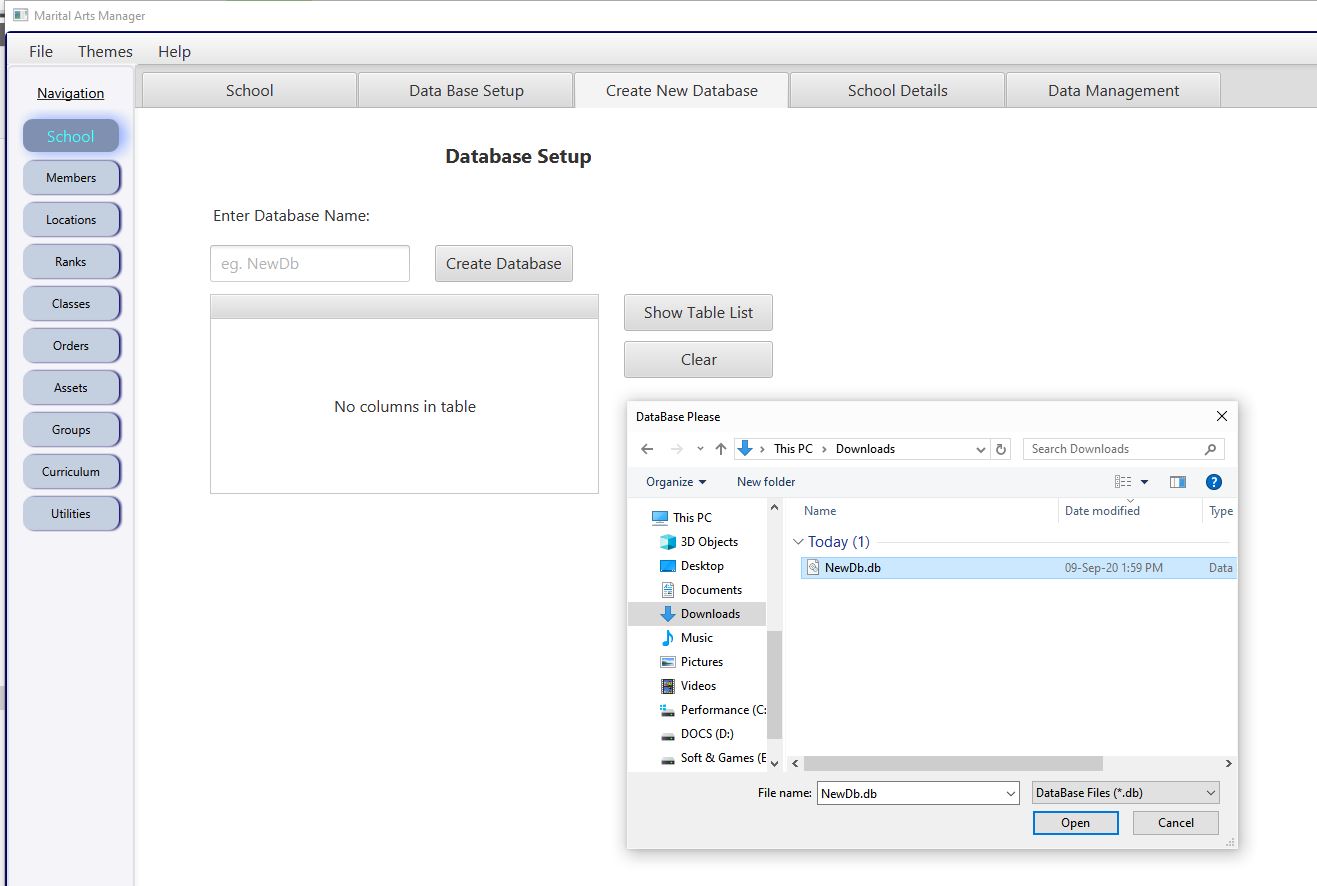 Marital Arts Manager
File Themes Help
Navigation
School Data Base Setup Create New Database School Details Data Management
School
Members
Locations
Ranks
Classes
Orders
Assets
Groups
Curriculum
Utilities
Database Setup
Enter Database Name:
eg. NewDb Create Database
Show Table List
Clear
No columns in table
DataBase Please
This PC Downloads Search Downloads
Organize New folder ?
This PC
3D Objects
Desktop
Documents
Downloads
Music
Pictures
Videos
Performance (C:
DOCS (D:)
Soft & Games (E
Name Date modified Type
Today (1)
NewDb.db 09-Sep-20 1:59 PM Data
File name: NewDb.db DataBase Files (*.db)
Open Cancel